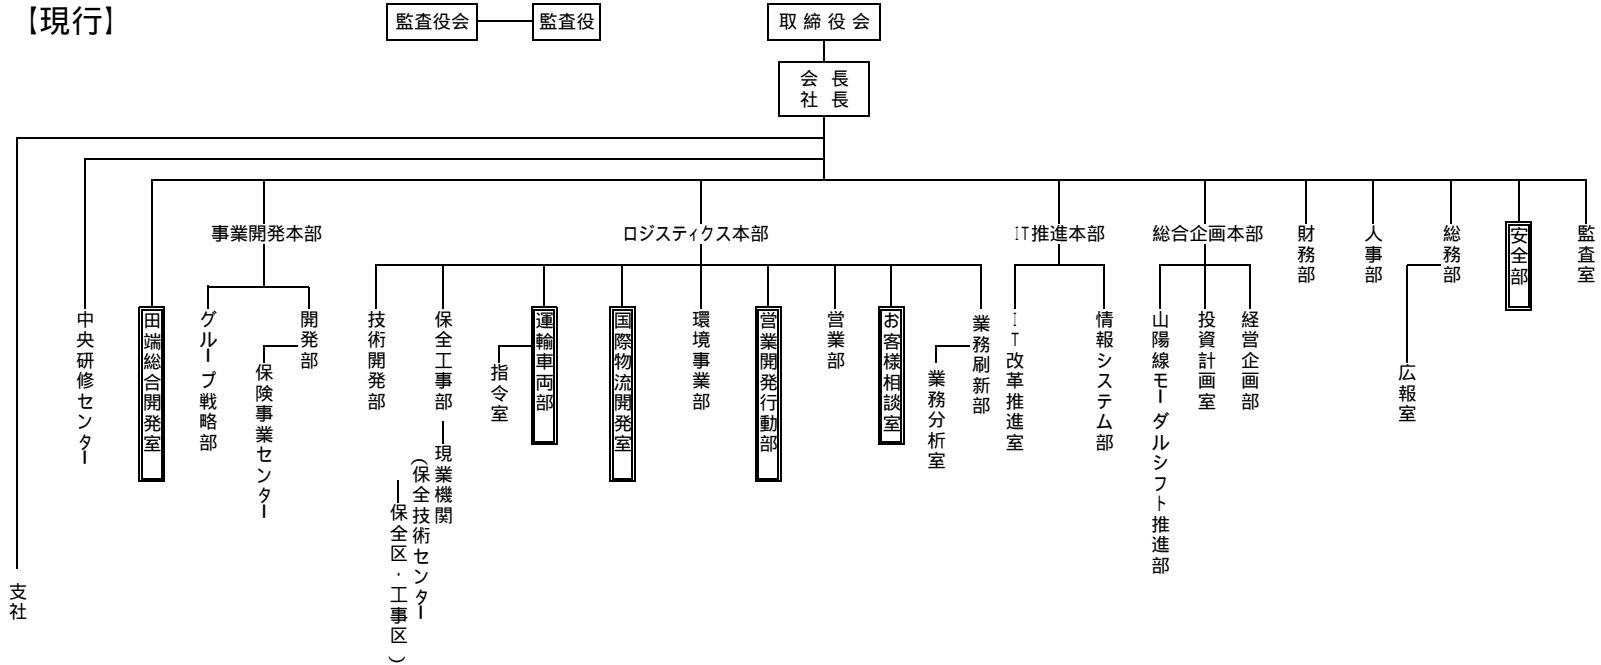 【現行】
監査役会
監査役
取締役会
会長
社長
事業開発本部
ロジスティクス本部
IT推進本部
総合企画本部
財務部
人事部
総務部
安全部
監査室
中央研修センター
田端総合開発室
グループ戦略部
開発部
保険事業センター
技術開発部
保全工事部
現業機関
(保全技術センター
保全区・工事区)
運輸車両部
指令室
国際物流開発室
環境事業部
営業開発行動部
営業部
お客様相談室
業務刷新部
業務分析室
IT改革推進室
情報システム部
山陽線モーダルシフト推進部
投資計画室
経営企画部
広報室
支社